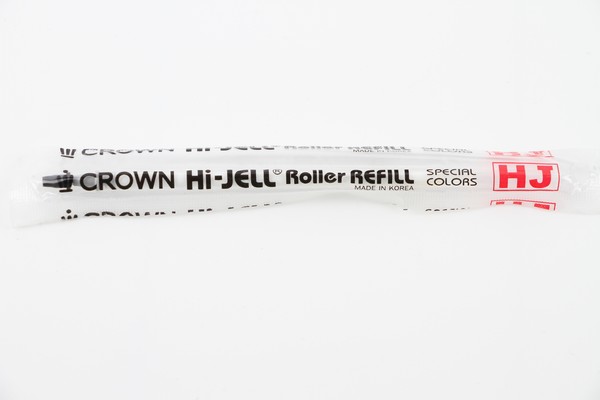 CROWN Hi-JELL® Roller REFILL
MADE IN KOREA
SPECIAL
COLORS
HJ